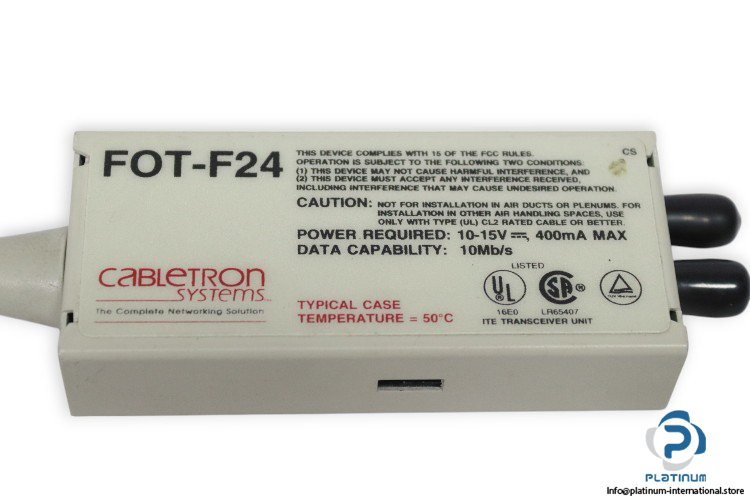 FOT-F24
THIS DEVICE COMPLIES WITH 15 OF THE FCC RULES.
OPERATION IS SUBJECT TO THE FOLLOWING TWO CONDITIONS:
(1) THIS DEVICE MAY NOT CAUSE HARMFUL INTERFERENCE, AND
(2) THIS DEVICE MUST ACCEPT ANY INTERFERENCE RECEIVED,
INCLUDING INTERFERENCE THAT MAY CAUSE UNDESIRED OPERATION.
CS
CAUTION: NOT FOR INSTALLATION IN AIR DUCTS OR PLENUMS. FOR
INSTALLATION IN OTHER AIR HANDLING SPACES, USE
ONLY WITH TYPE (UL) CL2 RATED CABLE OR BETTER.
POWER REQUIRED: 10-15V⎓, 400mA MAX
DATA CAPABILITY: 10Mb/s
CABLETRON
SYSTEMS
The Complete Networking Solution
TYPICAL CASE
TEMPERATURE = 50°C
LISTED
UL ®
SA ®
16E0
LR65407
ITE TRANSCEIVER UNIT
PLATINUM
Info@platinum-international.store